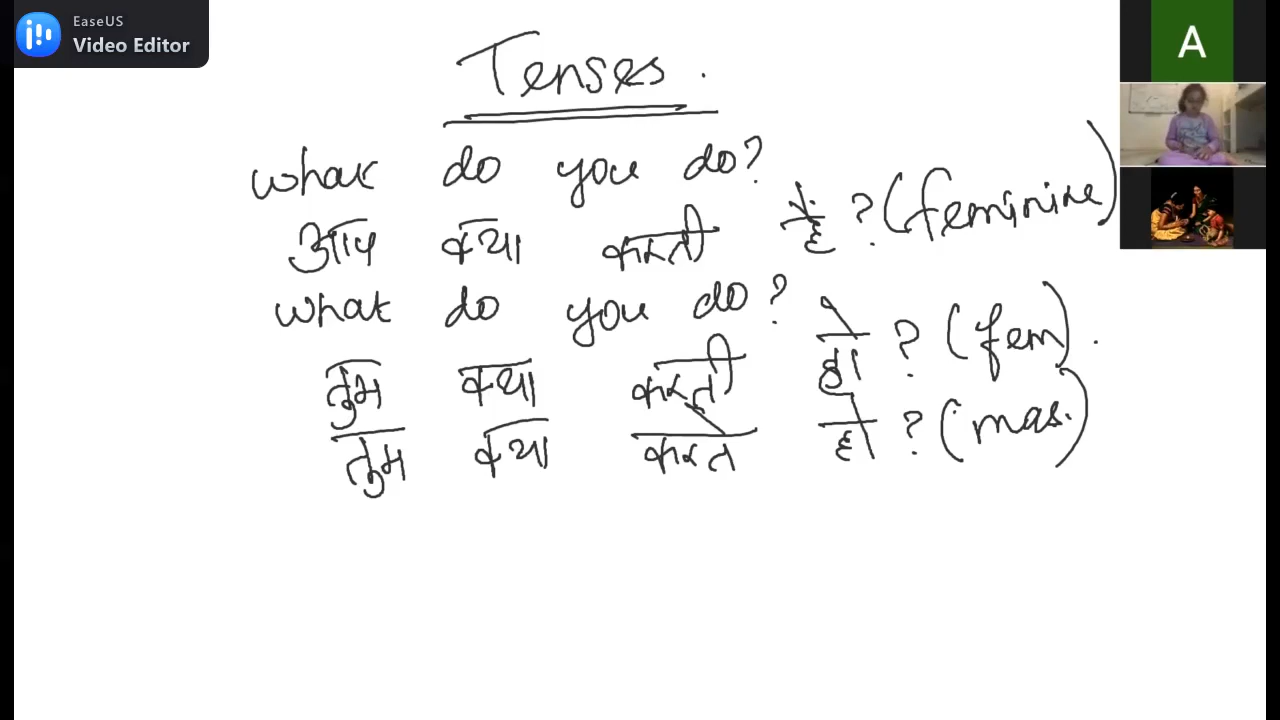 EaseUS
Video Editor
A
Tenses.
what do you do?
आप क्या करती हैं ? (feminine)
what do you do?
तुम क्या करती हो ? (fem).
तुम क्या करते हो ? (mas.)